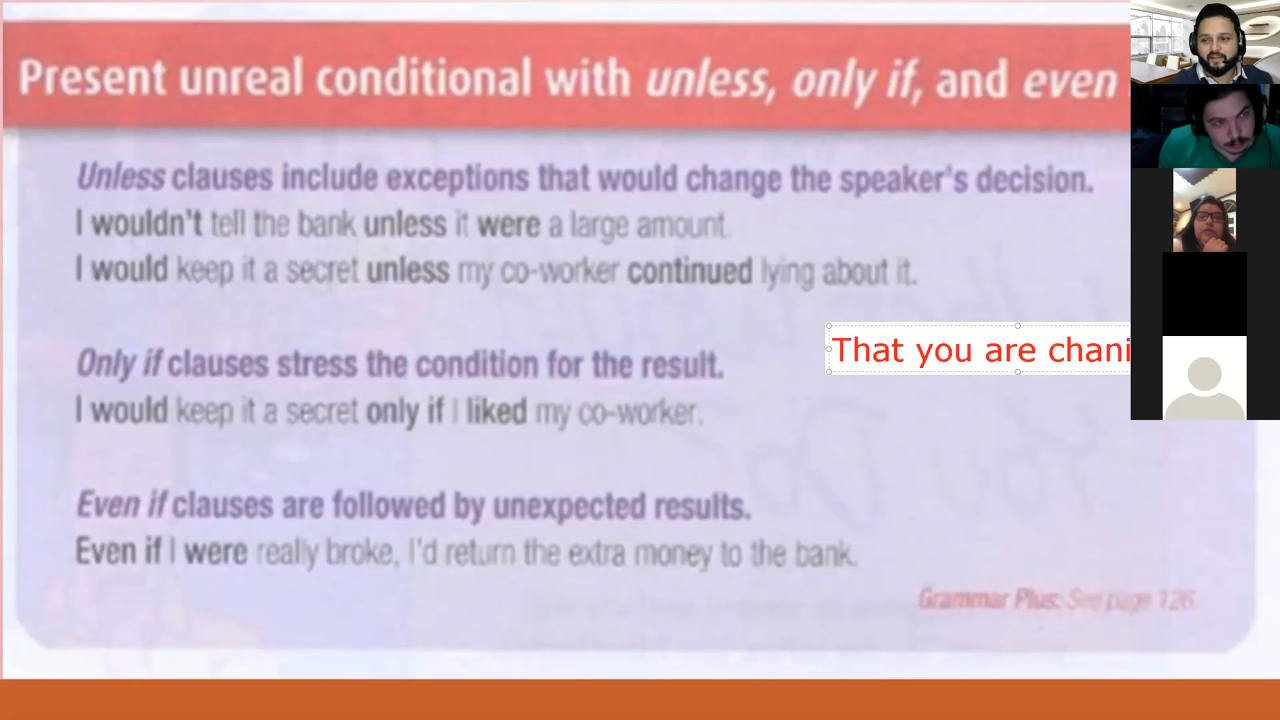 Present unreal conditional with unless, only if, and even
Unless clauses include exceptions that would change the speaker's decision.
I wouldn't tell the bank unless it were a large amount.
I would keep it a secret unless my co-worker continued lying about it.
That you are chani
Only if clauses stress the condition for the result.
I would keep it a secret only if I liked my co-worker.
Even if clauses are followed by unexpected results.
Even if I were really broke, I'd return the extra money to the bank.
Grammar Plus: See page 126